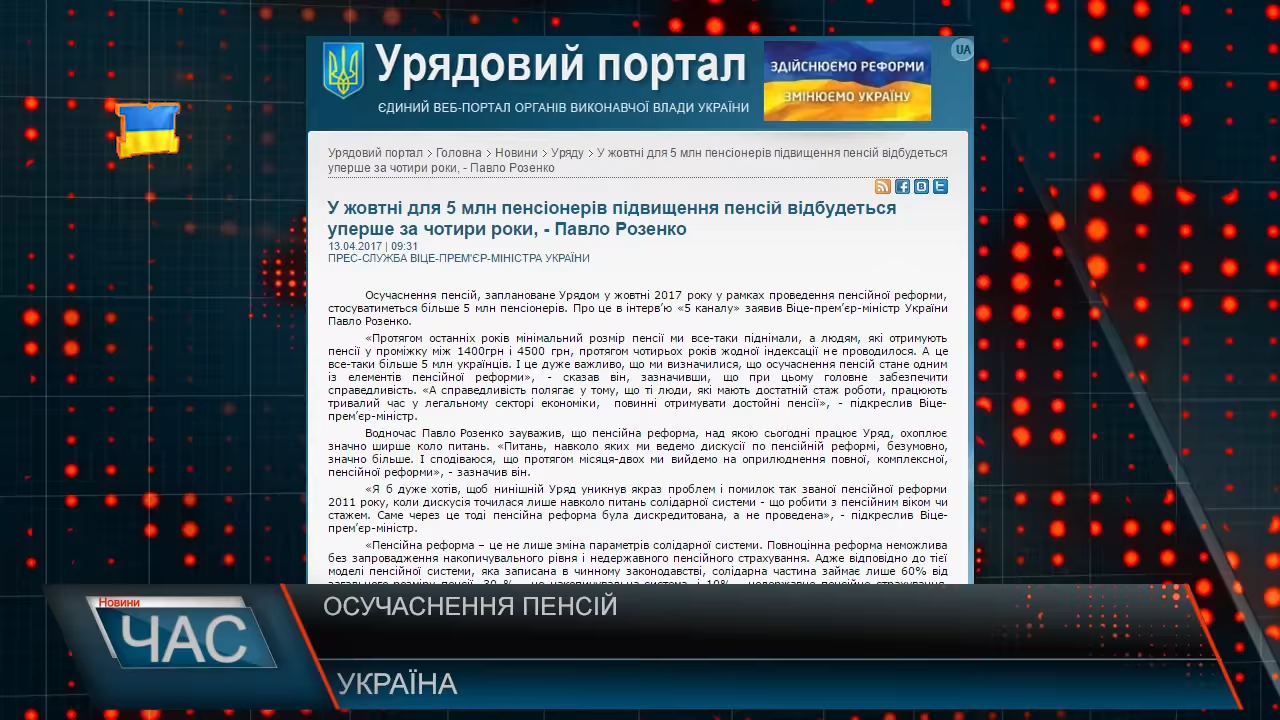 Урядовий портал
ЄДИНИЙ ВЕБ-ПОРТАЛ ОРГАНІВ ВИКОНАВЧОЇ ВЛАДИ УКРАЇНИ
ЗДІЙСНЮЄМО РЕФОРМИ
ЗМІНЮЄМО УКРАЇНУ
UA
Урядовий портал > Головна > Новини > Уряду > У жовтні для 5 млн пенсіонерів підвищення пенсій відбудеться
уперше за чотири роки, - Павло Розенко
У жовтні для 5 млн пенсіонерів підвищення пенсій відбудеться
уперше за чотири роки, - Павло Розенко
13.04.2017 | 09:31
ПРЕС-СЛУЖБА ВІЦЕ-ПРЕМ'ЄР-МІНІСТРА УКРАЇНИ
Осучаснення пенсій, заплановане Урядом у жовтні 2017 року у рамках проведення пенсійної реформи,
стосуватиметься більше 5 млн пенсіонерів. Про це в інтерв’ю «5 каналу» заявив Віце-прем’єр-міністр України
Павло Розенко.
«Протягом останніх років мінімальний розмір пенсії ми все-таки піднімали, а людям, які отримують
пенсії у проміжку між 1400грн і 4500 грн, протягом чотирьох років жодної індексації не проводилося. А це
все-таки більше 5 млн українців. І це дуже важливо, що ми визначилися, що осучаснення пенсій стане одним
із елементів пенсійної реформи», - сказав він, зазначивши, що при цьому головне забезпечити
справедливість. «А справедливість полягає у тому, що ті люди, які мають достатній стаж роботи, працюють
тривалий час у легальному секторі економіки, повинні отримувати достойні пенсії», - підкреслив Віце-
прем’єр-міністр.
Водночас Павло Розенко зауважив, що пенсійна реформа, над якою сьогодні працює Уряд, охоплює
значно ширше коло питань. «Питань, навколо яких ми ведемо дискусії по пенсійній реформі, безумовно,
значно більше. І сподіваюся, що протягом місяця-двох ми вийдемо на оприлюднення повної, комплексної,
пенсійної реформи», - зазначив він.
«Я б дуже хотів, щоб нинішній Уряд уникнув якраз проблем і помилок так званої пенсійної реформи
2011 року, коли дискусія точилася лише навколо питань солідарної системи - що робити з пенсійним віком чи
стажем. Саме через це тоді пенсійна реформа була дискредитована, а не проведена», - підкреслив Віце-
прем’єр-міністр.
«Пенсійна реформа – це не лише зміна параметрів солідарної системи. Повноцінна реформа неможлива
без запровадження накопичувального рівня і недержавного пенсійного страхування. Адже відповідно до тієї
моделі пенсійної системи, яка записана в чинному законодавстві, солідарна частина займає лише 60% від
загального розміру пенсії, 30 % - це накопичувальна система, і 10% - недержавне пенсійне страхування.
Новини
ЧАС
ОСУЧАСНЕННЯ ПЕНСІЙ
УКРАЇНА